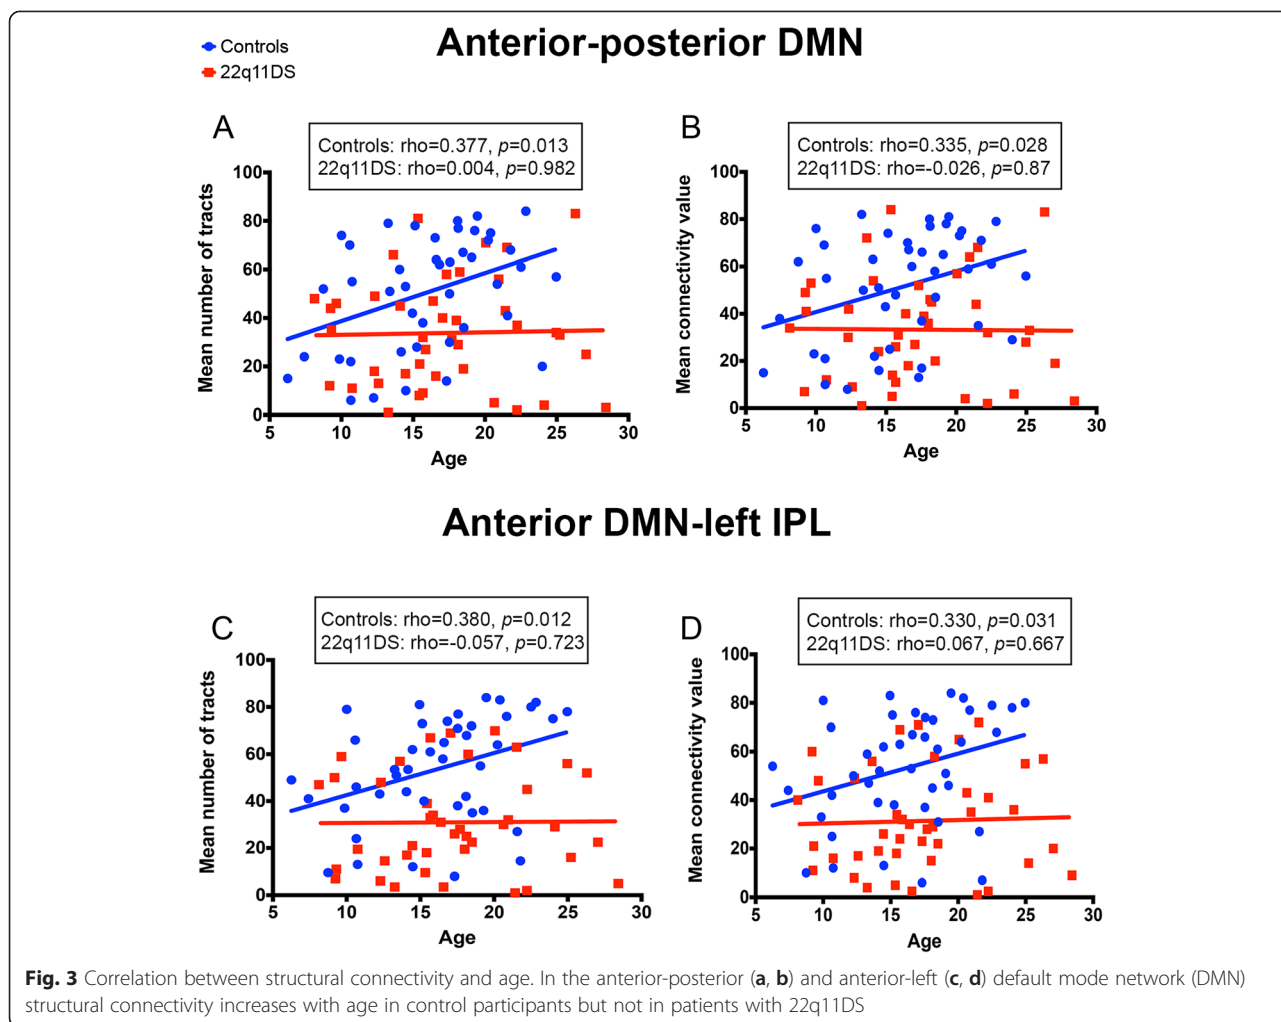 Controls
22q11DS
Anterior-posterior DMN
A
Controls: rho=0.377, p=0.013
22q11DS: rho=0.004, p=0.982
Mean number of tracts
100
80
60
40
20
0
5 10 15 20 25 30
Age
B
Controls: rho=0.335, p=0.028
22q11DS: rho=-0.026, p=0.87
Mean connectivity value
100
80
60
40
20
0
5 10 15 20 25 30
Age
Anterior DMN-left IPL
C
Controls: rho=0.380, p=0.012
22q11DS: rho=-0.057, p=0.723
Mean number of tracts
100
80
60
40
20
0
5 10 15 20 25 30
Age
D
Controls: rho=0.330, p=0.031
22q11DS: rho=0.067, p=0.667
Mean connectivity value
100
80
60
40
20
0
5 10 15 20 25 30
Age
Fig. 3 Correlation between structural connectivity and age. In the anterior-posterior (a, b) and anterior-left (c, d) default mode network (DMN)
structural connectivity increases with age in control participants but not in patients with 22q11DS